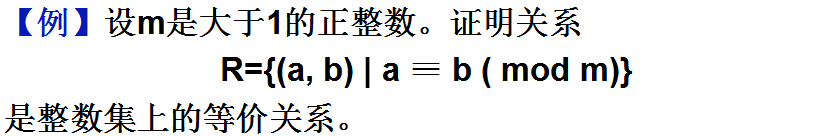 【例】设m是大于1的正整数。证明关系
R={(a, b) | a ≡ b ( mod m)}
是整数集上的等价关系。